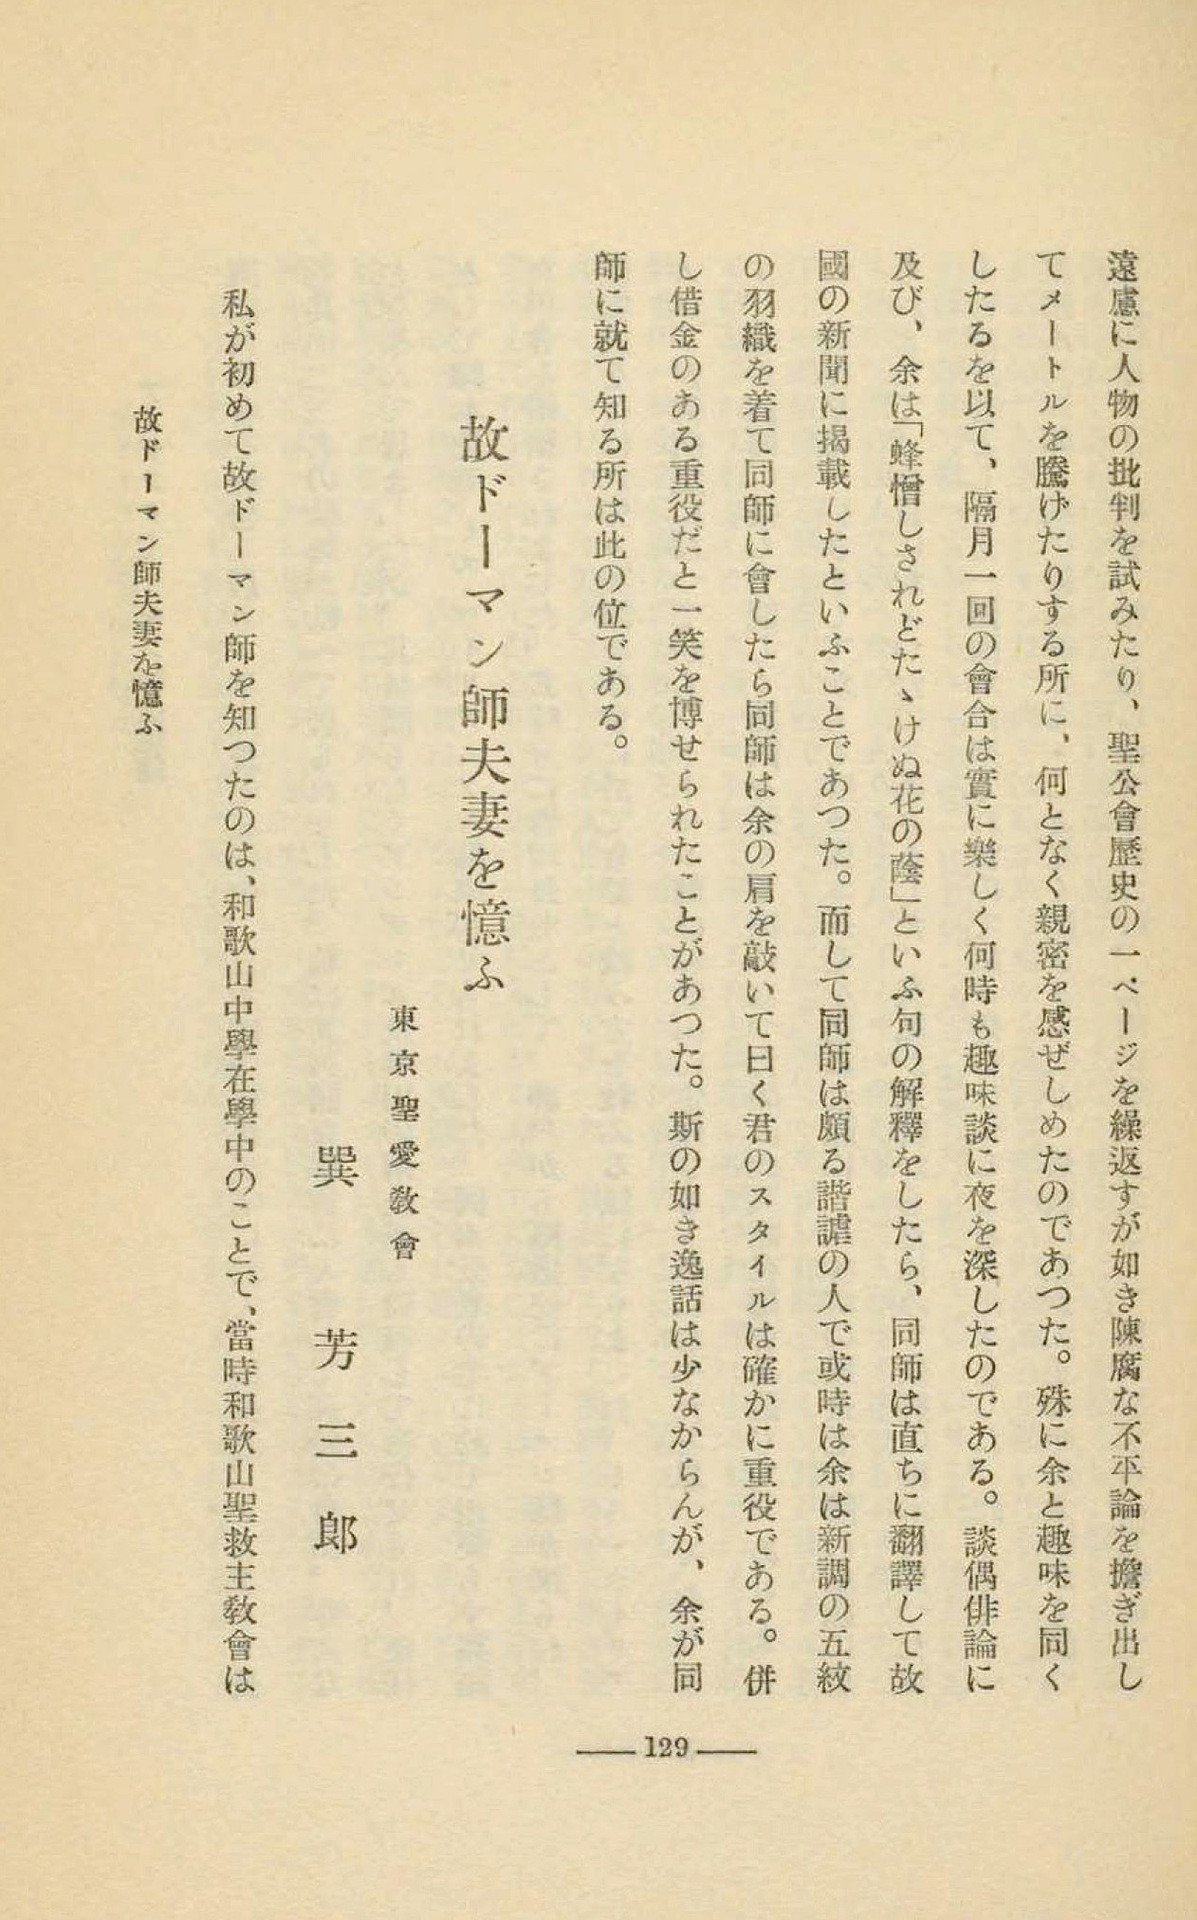 遠慮に人物の批判を試みたり、聖公會歷史の一ページを繰返すが如き陳腐な不平論を擔ぎ出し
てメートルを騰げたりする所に、何となく親密を感ぜしめたのであつた。殊に余と趣味を同く
したるを以て、隔月一回の會合は實に樂しく何時も趣味談に夜を深したのである。談偶俳論に
及び、余は「蜂憎しされどたゝけぬ花の蔭」といふ句の解釋をしたら、同師は直ちに翻譯して故
國の新聞に掲載したといふことであつた。而して同師は頗る諧謔の人で或時は余は新調の五紋
の羽織を着て同師に會したら同師は余の肩を敲いて曰く君のスタイルは確かに重役である。併
し借金のある重役だと一笑を博せられたことがあつた。斯の如き逸話は少なからんが、余が同
師に就て知る所は此の位である。
故ドーマン師夫妻を憶ふ
東京聖愛敎會
巽芳三郎
私が初めて故ドーマン師を知つたのは、和歌山中學在學中のことで、當時和歌山聖救主敎會は
故ドーマン師夫妻を憶ふ
129